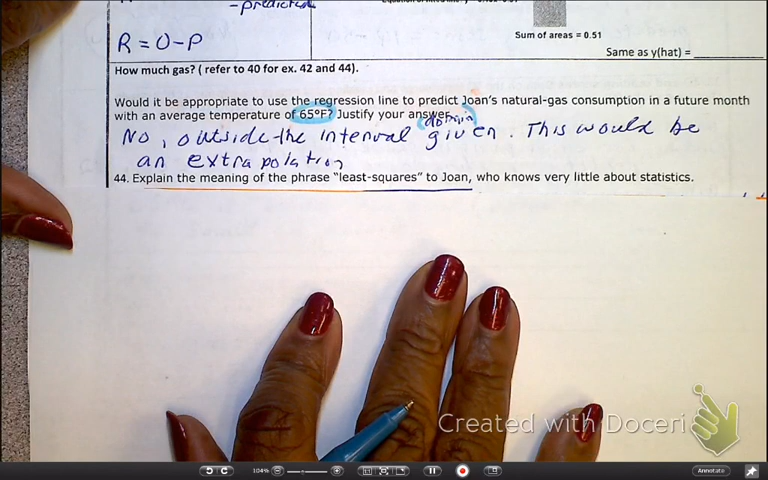 -predicted
R = O-P
Sum of areas = 0.51
Same as y(hat) =
How much gas? ( refer to 40 for ex. 42 and 44).
Would it be appropriate to use the regression line to predict Joan's natural-gas consumption in a future month
with an average temperature of 65°F? Justify your answer.
domain
No, outside the interval given. This would be
an extrapolation
44. Explain the meaning of the phrase "least-squares" to Joan, who knows very little about statistics.
Created with Doceri
104%
Annotate